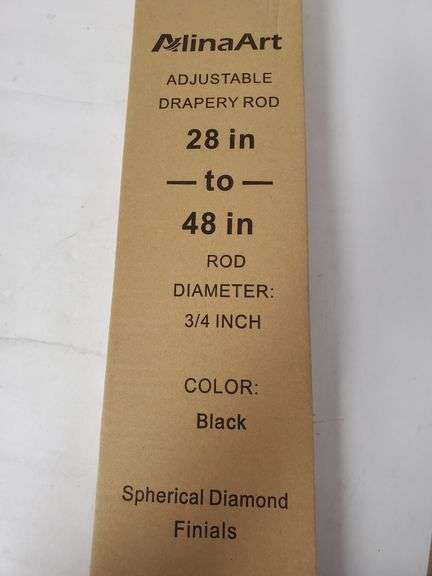 AlinaArt
ADJUSTABLE
DRAPERY ROD
28 in
— to —
48 in
ROD
DIAMETER:
3/4 INCH
COLOR:
Black
Spherical Diamond
Finials